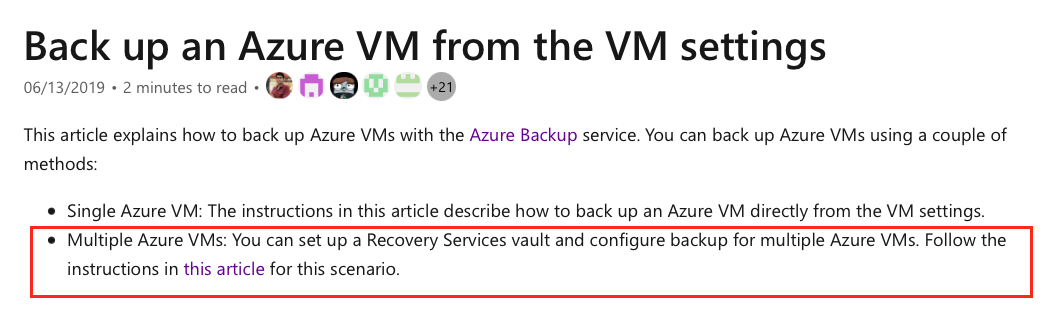 Back up an Azure VM from the VM settings
06/13/2019 • 2 minutes to read • +21
This article explains how to back up Azure VMs with the Azure Backup service. You can back up Azure VMs using a couple of
methods:
• Single Azure VM: The instructions in this article describe how to back up an Azure VM directly from the VM settings.
• Multiple Azure VMs: You can set up a Recovery Services vault and configure backup for multiple Azure VMs. Follow the
instructions in this article for this scenario.